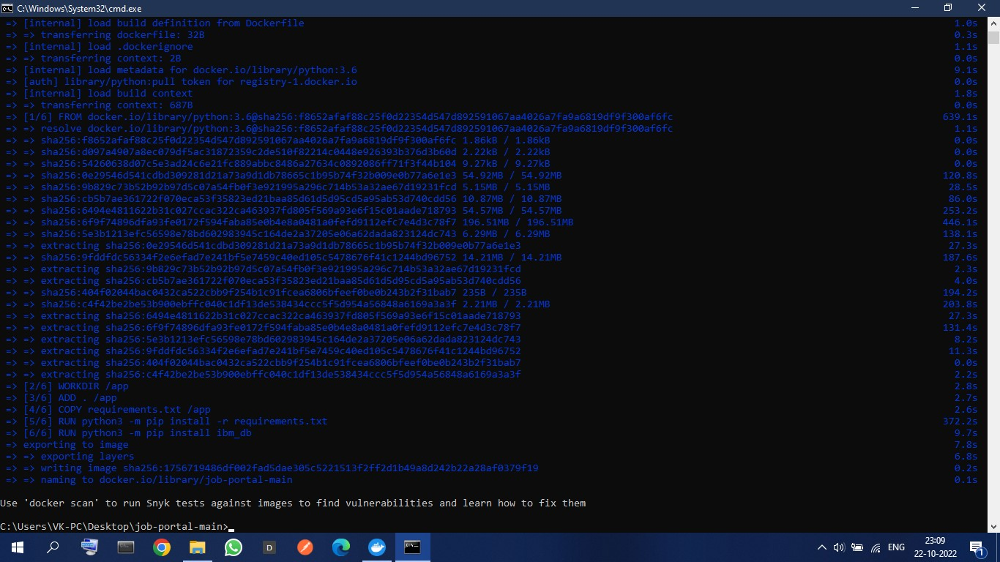 C:\Windows\System32\cmd.exe
=> [internal] load build definition from Dockerfile 1.0s
=> => transferring dockerfile: 32B 0.3s
=> [internal] load .dockerignore 1.1s
=> => transferring context: 2B 0.0s
=> [internal] load metadata for docker.io/library/python:3.6 9.1s
=> [auth] library/python:pull token for registry-1.docker.io 0.0s
=> [internal] load build context 1.8s
=> => transferring context: 687B 0.0s
=> [1/6] FROM docker.io/library/python:3.6@sha256:f8652afaf88c25f0d22354d547d892591067aa4026a7fa9a6819df9f300af6fc 639.1s
=> => resolve docker.io/library/python:3.6@sha256:f8652afaf88c25f0d22354d547d892591067aa4026a7fa9a6819df9f300af6fc 1.1s
=> => sha256:f8652afaf88c25f0d22354d547d892591067aa4026a7fa9a6819df9f300af6fc 1.86kB / 1.86kB 0.0s
=> => sha256:d097a4907a8ec079df5ac31872359c2de510f82214c0448e926393b376d3b60d 2.22kB / 2.22kB 0.0s
=> => sha256:54260638d07c5e3ad24c6e21fc889abbc8486a27634c0892086ff71f3f44b104 9.27kB / 9.27kB 0.0s
=> => sha256:0e29546d541cdbd309281d21a73a9d1db78665c1b95b74f32b009e0b77a6e1e3 54.92MB / 54.92MB 120.8s
=> => sha256:9b829c73b52b92b97d5c07a54fb0f3e921995a296c714b53a32ae67d19231fcd 5.15MB / 5.15MB 28.5s
=> => sha256:cb5b7ae361722f070eca53f35823ed21baa85d61d5d95cd5a95ab53d740cdd56 10.87MB / 10.87MB 86.0s
=> => sha256:6494e4811622b31c027ccac322ca463937fd805f569a93e6f15c01aade718793 54.57MB / 54.57MB 253.2s
=> => sha256:6f9f74896dfa93fe0172f594faba85e0b4e8a0481a0fefd9112efc7e4d3c78f7 196.51MB / 196.51MB 446.1s
=> => sha256:5e3b1213efc56598e78bd602983945c164de2a37205e06a62dada823124dc743 6.29MB / 6.29MB 138.1s
=> => extracting sha256:0e29546d541cdbd309281d21a73a9d1db78665c1b95b74f32b009e0b77a6e1e3 27.3s
=> => sha256:9fddfdc56334f2e6efad7e241bf5e7459c40ed105c5478676f41c1244bd96752 14.21MB / 14.21MB 187.6s
=> => extracting sha256:9b829c73b52b92b97d5c07a54fb0f3e921995a296c714b53a32ae67d19231fcd 2.3s
=> => extracting sha256:cb5b7ae361722f070eca53f35823ed21baa85d61d5d95cd5a95ab53d740cdd56 4.0s
=> => sha256:404f02044bac0432ca522cbb9f254b1c91fcea6806bfeef0be0b243b2f31bab7 235B / 235B 194.2s
=> => sha256:c4f42be2be53b900ebffc040c1df13de538434ccc5f5d954a56848a6169a3a3f 2.21MB / 2.21MB 203.8s
=> => extracting sha256:6494e4811622b31c027ccac322ca463937fd805f569a93e6f15c01aade718793 27.3s
=> => extracting sha256:6f9f74896dfa93fe0172f594faba85e0b4e8a0481a0fefd9112efc7e4d3c78f7 131.4s
=> => extracting sha256:5e3b1213efc56598e78bd602983945c164de2a37205e06a62dada823124dc743 8.2s
=> => extracting sha256:9fddfdc56334f2e6efad7e241bf5e7459c40ed105c5478676f41c1244bd96752 11.3s
=> => extracting sha256:404f02044bac0432ca522cbb9f254b1c91fcea6806bfeef0be0b243b2f31bab7 0.0s
=> => extracting sha256:c4f42be2be53b900ebffc040c1df13de538434ccc5f5d954a56848a6169a3a3f 2.2s
=> [2/6] WORKDIR /app 2.8s
=> [3/6] ADD . /app 2.7s
=> [4/6] COPY requirements.txt /app 2.6s
=> [5/6] RUN python3 -m pip install -r requirements.txt 372.2s
=> [6/6] RUN python3 -m pip install ibm_db 9.7s
=> exporting to image 7.8s
=> => exporting layers 6.8s
=> => writing image sha256:1756719486df002fad5dae305c5221513f2ff2d1b49a8d242b22a28af0379f19 0.2s
=> => naming to docker.io/library/job-portal-main 0.1s
Use 'docker scan' to run Snyk tests against images to find vulnerabilities and learn how to fix them
C:\Users\VK-PC\Desktop\job-portal-main>
D
ENG
23:09
22-10-2022
1